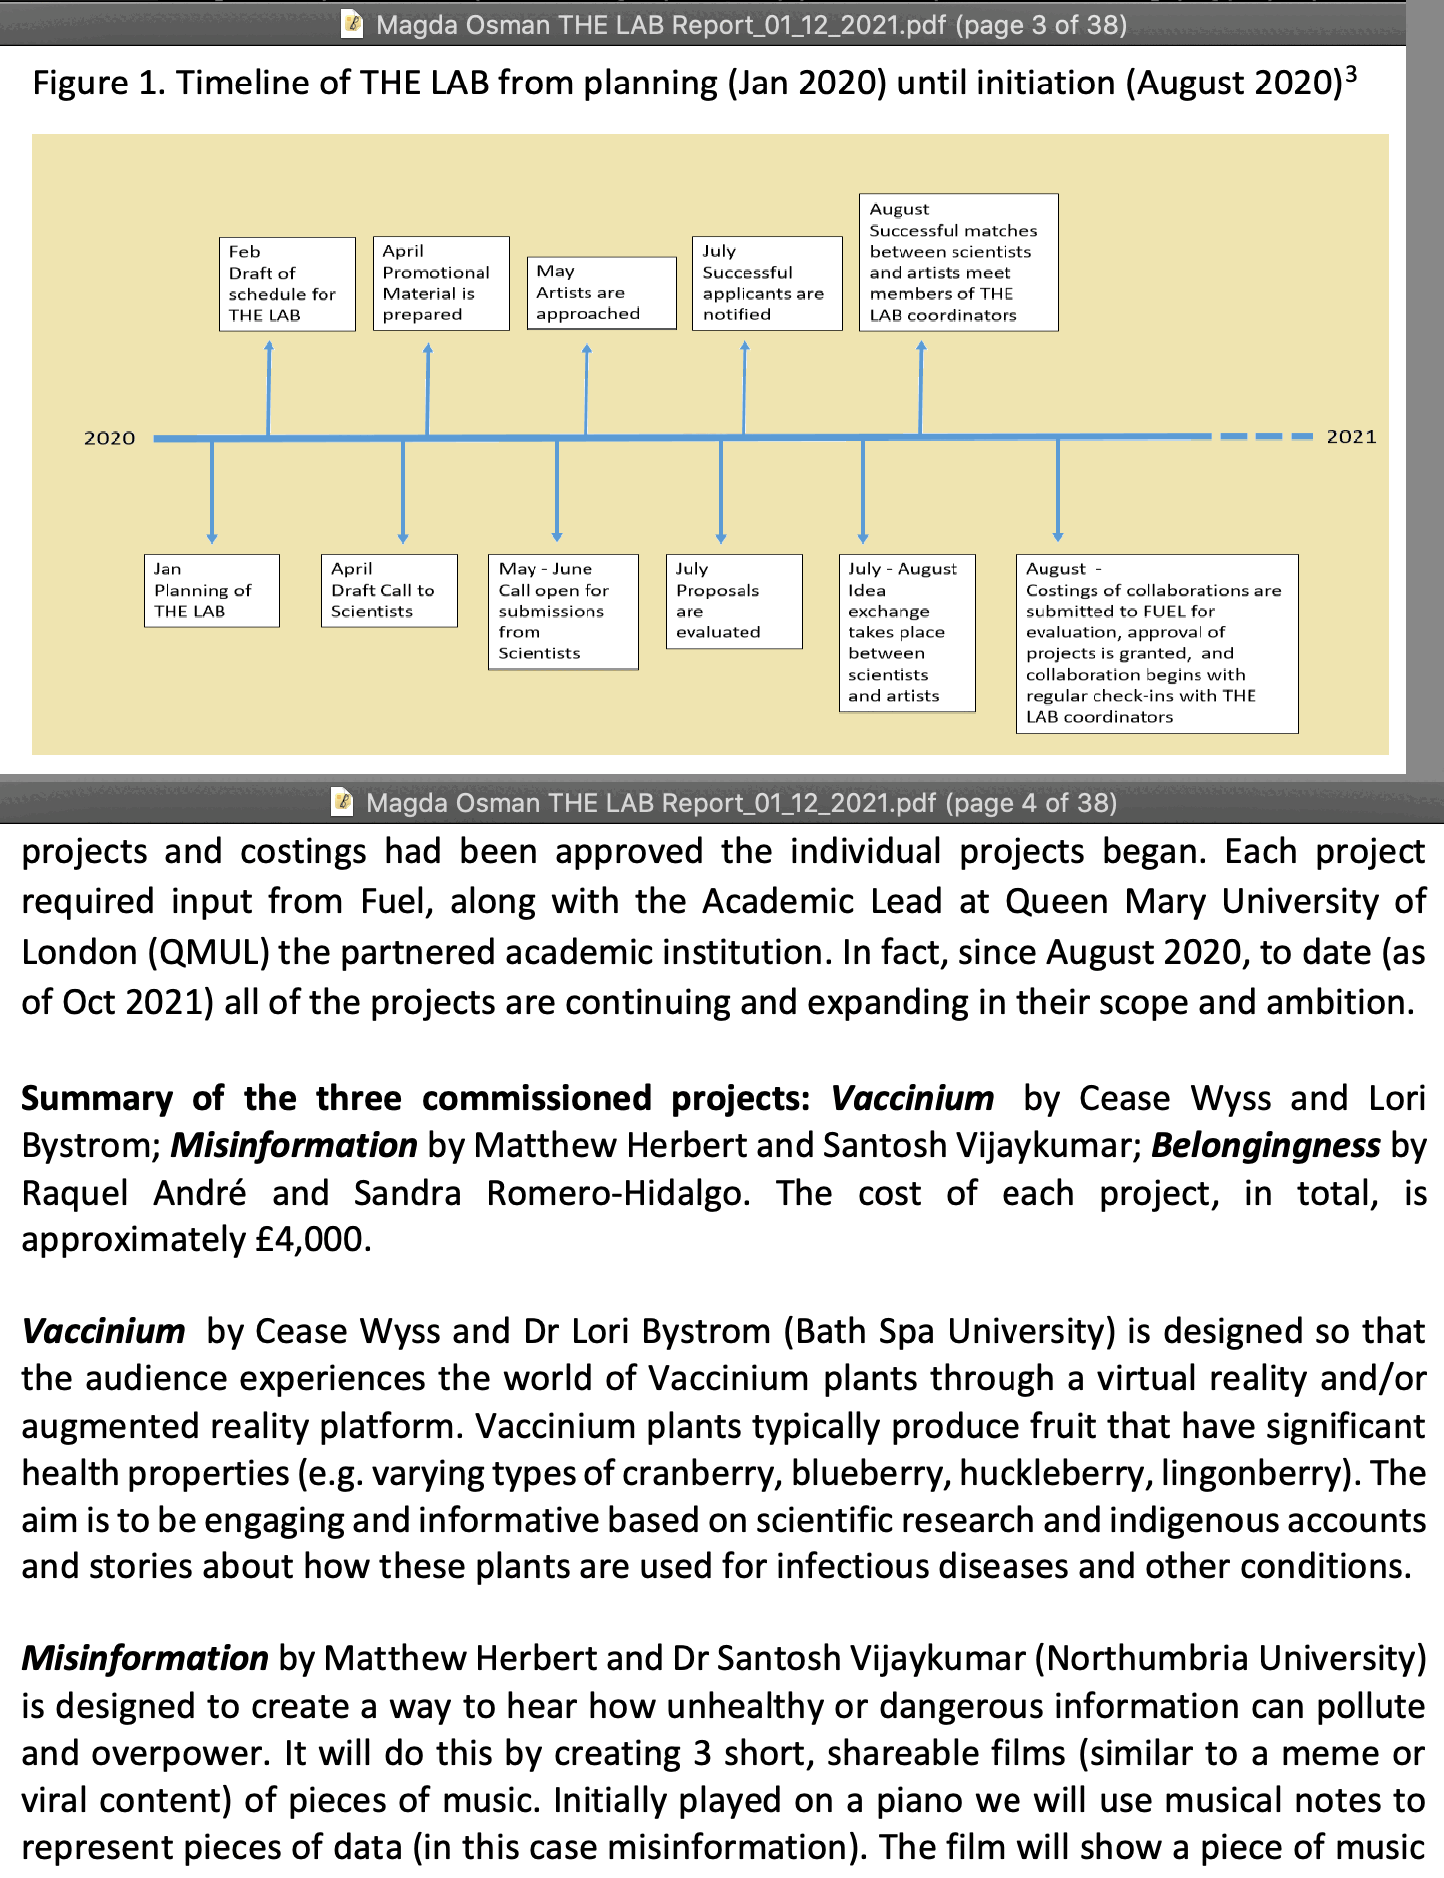 Magda Osman THE LAB Report_01_12_2021.pdf (page 3 of 38)
Figure 1. Timeline of THE LAB from planning (Jan 2020) until initiation (August 2020)3
Feb
Draft of
schedule for
THE LAB
April
Promotional
Material is
prepared
May
Artists are
approached
July
Successful
applicants are
notified
August
Successful matches
between scientists
and artists meet
members of THE
LAB coordinators
2020
2021
Jan
Planning of
THE LAB
April
Draft Call to
Scientists
May - June
Call open for
submissions
from
Scientists
July
Proposals
are
evaluated
July - August
Idea
exchange
takes place
between
scientists
and artists
August -
Costings of collaborations are
submitted to FUEL for
evaluation, approval of
projects is granted, and
collaboration begins with
regular check-ins with THE
LAB coordinators
Magda Osman THE LAB Report_01_12_2021.pdf (page 4 of 38)
projects and costings had been approved the individual projects began. Each project
required input from Fuel, along with the Academic Lead at Queen Mary University of
London (QMUL) the partnered academic institution. In fact, since August 2020, to date (as
of Oct 2021) all of the projects are continuing and expanding in their scope and ambition.
Summary of the three commissioned projects: Vaccinium by Cease Wyss and Lori
Bystrom; Misinformation by Matthew Herbert and Santosh Vijaykumar; Belongingness by
Raquel André and Sandra Romero-Hidalgo. The cost of each project, in total, is
approximately £4,000.
Vaccinium by Cease Wyss and Dr Lori Bystrom (Bath Spa University) is designed so that
the audience experiences the world of Vaccinium plants through a virtual reality and/or
augmented reality platform. Vaccinium plants typically produce fruit that have significant
health properties (e.g. varying types of cranberry, blueberry, huckleberry, lingonberry). The
aim is to be engaging and informative based on scientific research and indigenous accounts
and stories about how these plants are used for infectious diseases and other conditions.
Misinformation by Matthew Herbert and Dr Santosh Vijaykumar (Northumbria University)
is designed to create a way to hear how unhealthy or dangerous information can pollute
and overpower. It will do this by creating 3 short, shareable films (similar to a meme or
viral content) of pieces of music. Initially played on a piano we will use musical notes to
represent pieces of data (in this case misinformation). The film will show a piece of music